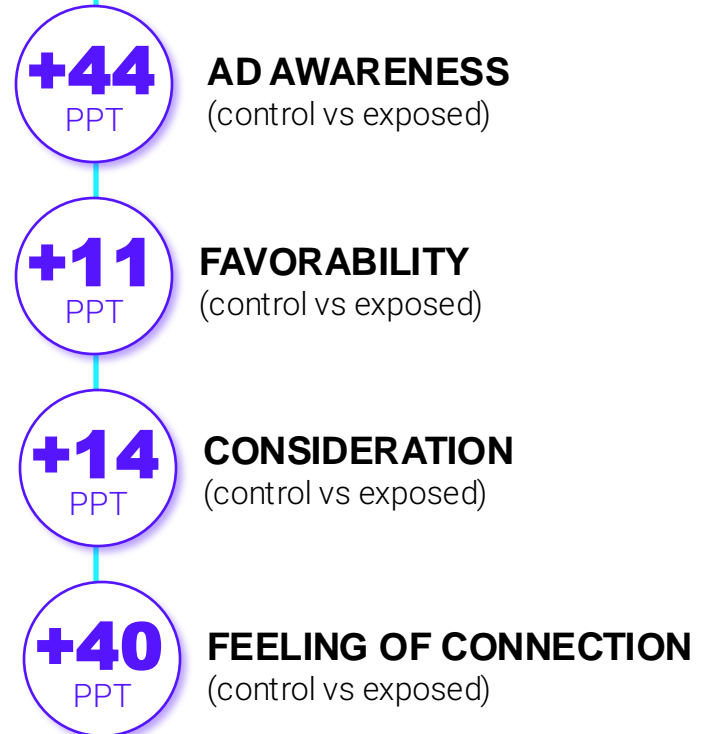 +44
PPT
AD AWARENESS
(control vs exposed)
+11
PPT
FAVORABILITY
(control vs exposed)
+14
PPT
CONSIDERATION
(control vs exposed)
+40
PPT
FEELING OF CONNECTION
(control vs exposed)